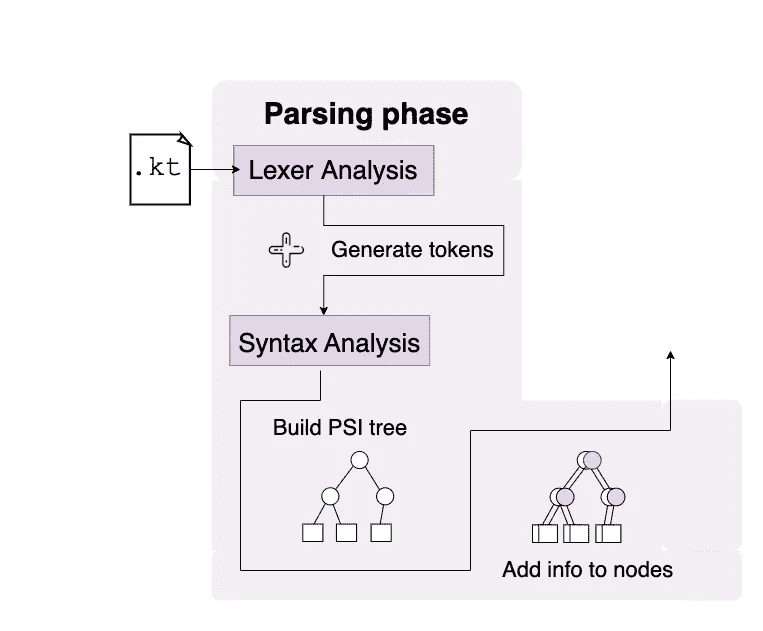 Parsing phase
.kt
Lexer Analysis
Generate tokens
Syntax Analysis
Build PSI tree
Add info to nodes